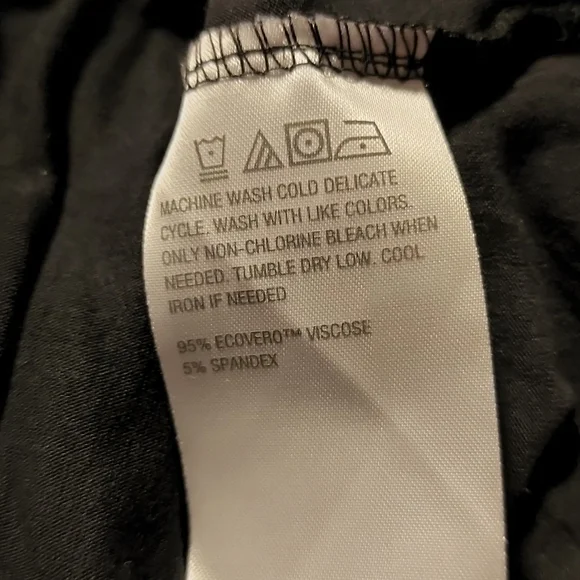 MACHINE WASH COLD DELICATE
CYCLE. WASH WITH LIKE COLORS.
ONLY NON-CHLORINE BLEACH WHEN
NEEDED. TUMBLE DRY LOW. COOL
IRON IF NEEDED
95% ECOVERO™ VISCOSE
5% SPANDEX